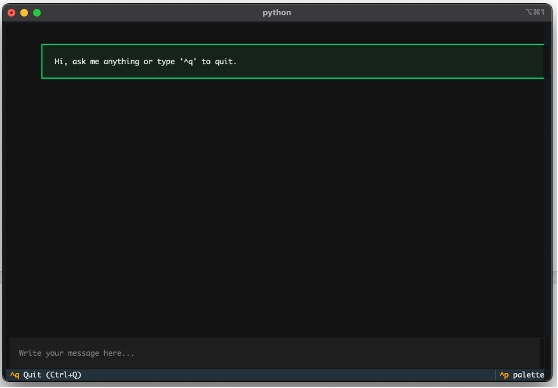 python
⌥⌘1
Hi, ask me anything or type '^q' to quit.
Write your message here...
^q Quit (Ctrl+Q)
^p palette